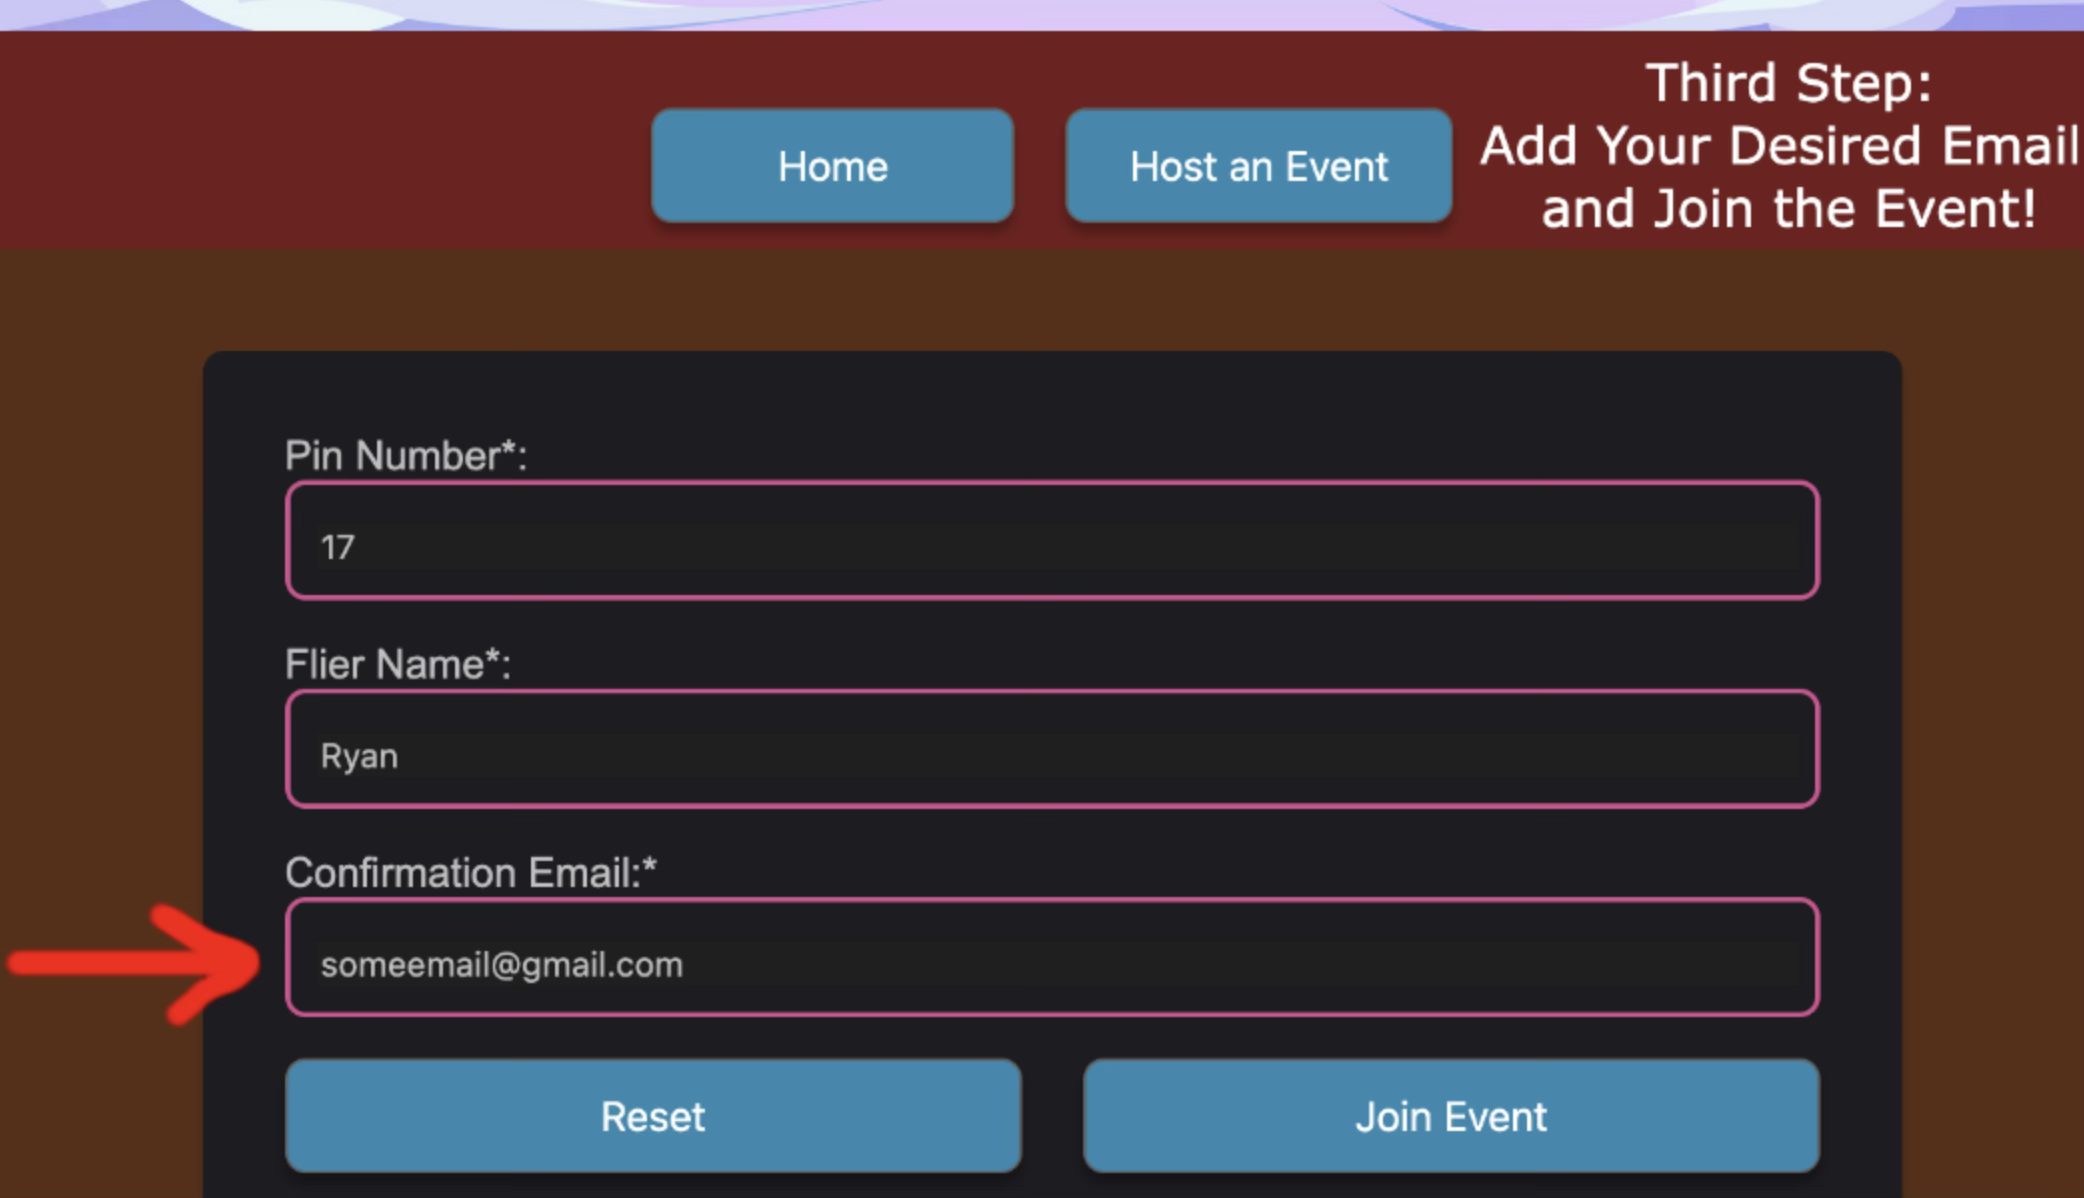 Home
Host an Event
Third Step:
Add Your Desired Email
and Join the Event!
Pin Number*:
17
Flier Name*:
Ryan
Confirmation Email:*
someemail@gmail.com
Reset
Join Event